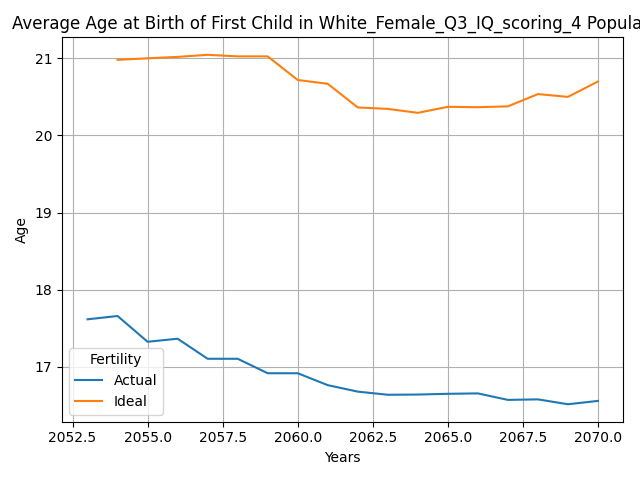 Average Age at Birth of First Child in White_Female_Q3_IQ_scoring_4 Popula
21
20
19
18
17
Age
Fertility
Actual
Ideal
2052.5 2055.0 2057.5 2060.0 2062.5 2065.0 2067.5 2070.0
Years